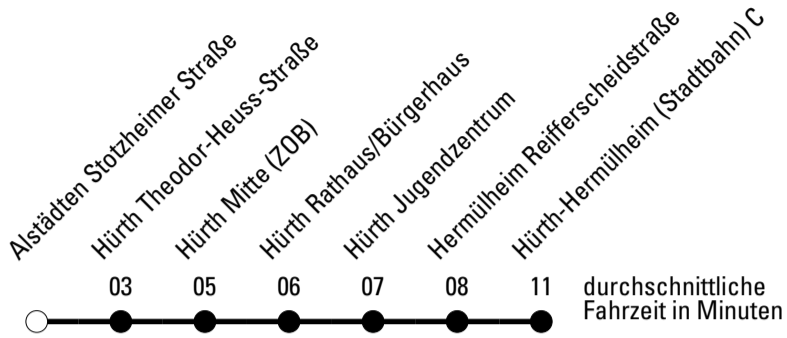 Alstädten Stotzheimer Straße
Hürth Theodor-Heuss-Straße
Hürth Mitte (ZOB)
Hürth Rathaus/Bürgerhaus
Hürth Jugendzentrum
Hermülheim Reifferscheidstraße
Hürth-Hermülheim (Stadtbahn) C
03 05 06 07 08 11
durchschnittliche
Fahrzeit in Minuten